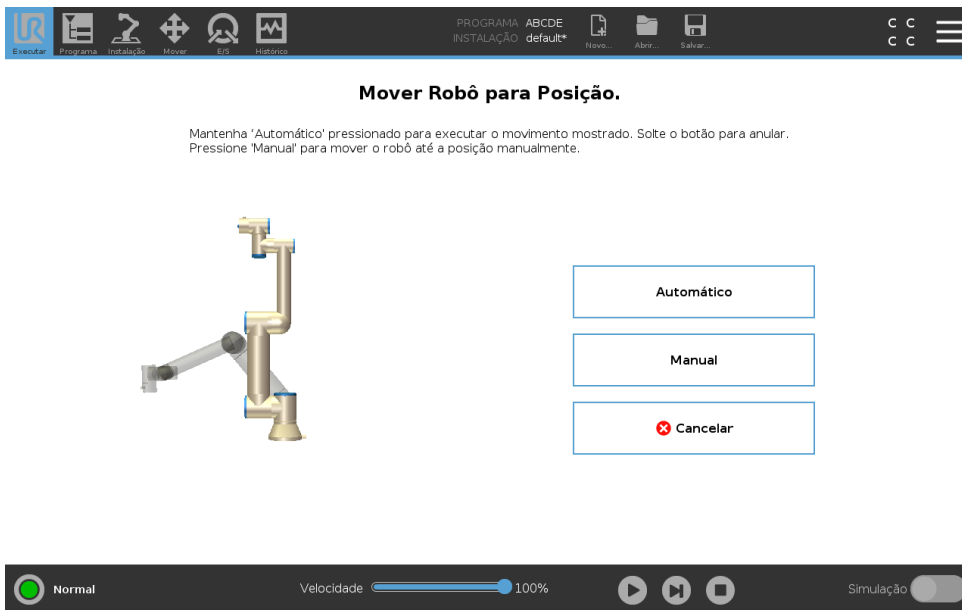 PROGRAMA ABCDE
INSTALAÇÃO default*
Executar Programa Instalação Mover E/S Histórico Novo... Abrir... Salvar...
C C
C C
Mover Robô para Posição.
Mantenha 'Automático' pressionado para executar o movimento mostrado. Solte o botão para anular.
Pressione 'Manual' para mover o robô até a posição manualmente.
Automático
Manual
Cancelar
Normal Velocidade 100% Simulação